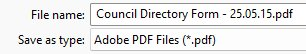 File name: Council Directory Form - 25.05.15.pdf
Save as type: Adobe PDF Files (*.pdf)